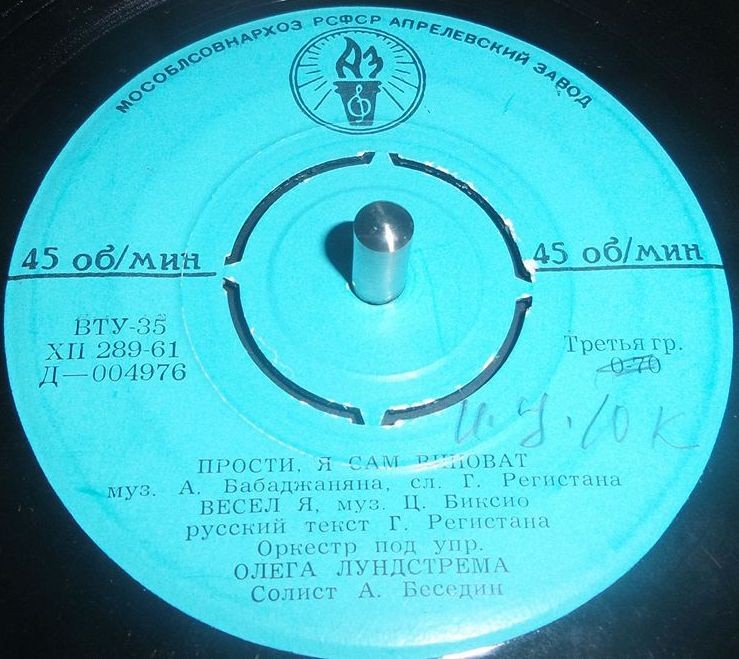 МОСОБЛСОВНАРХОЗ РСФСР АПРЕЛЕВСКИЙ ЗАВОД
АЗ
45 об/мин
45 об/мин
ВТУ-35
ХП 289-61
Д—004976
Третья гр.
0-70
ПРОСТИ, Я САМ ВИНОВАТ
муз. А. Бабаджаняна, сл. Г. Регистана
ВЕСЕЛ Я, муз. Ц. Биксио
русский текст Г. Регистана
Оркестр под упр.
ОЛЕГА ЛУНДСТРЕМА
Солист А. Беседин